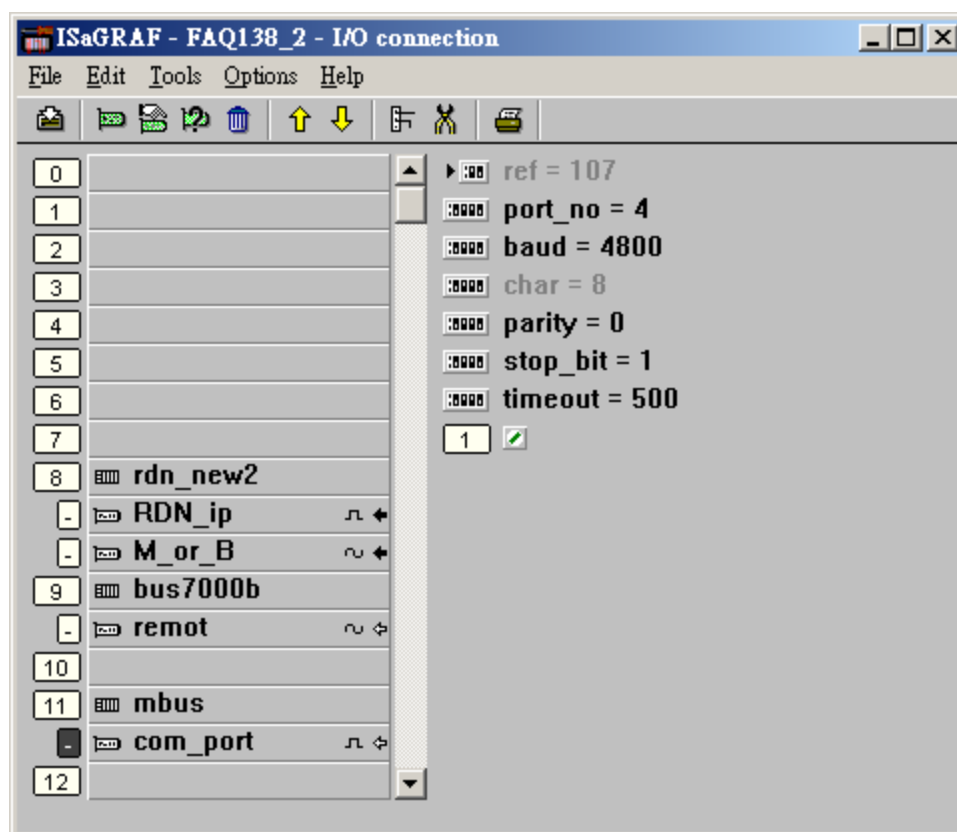 ISaGRAF - FAQ138_2 - I/O connection
File Edit Tools Options Help
0
1
2
3
4
5
6
7
8 rdn_new2
- RDN_ip
- M_or_B
9 bus7000b
- remot
10
11 mbus
- com_port
12
ref = 107
port_no = 4
baud = 4800
char = 8
parity = 0
stop_bit = 1
timeout = 500
1